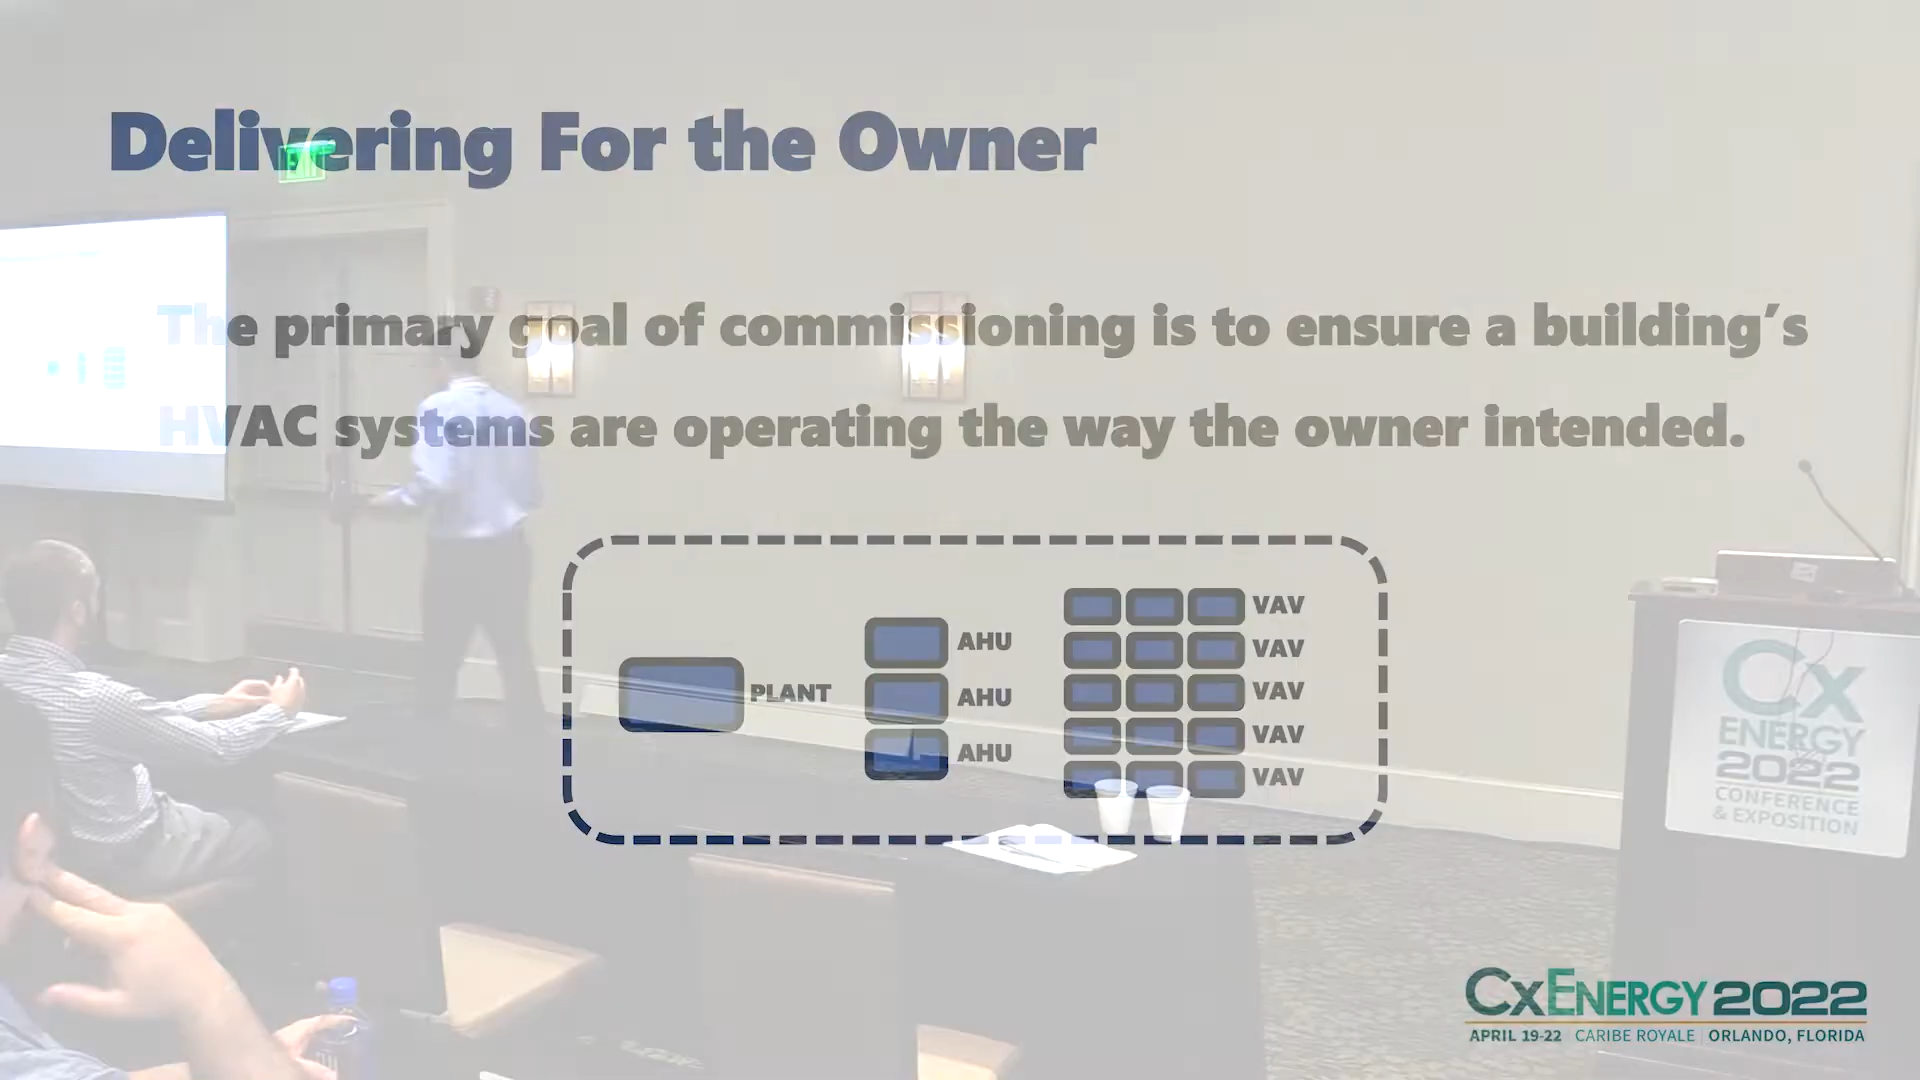 Delivering For the Owner
The primary goal of commissioning is to ensure a building's
HVAC systems are operating the way the owner intended.
PLANT
AHU
AHU
AHU
VAV
VAV
VAV
VAV
VAV
Cx
ENERGY
2022
CONFERENCE
& EXPOSITION
CxENERGY 2022
APRIL 19-22 | CARIBE ROYALE | ORLANDO, FLORIDA